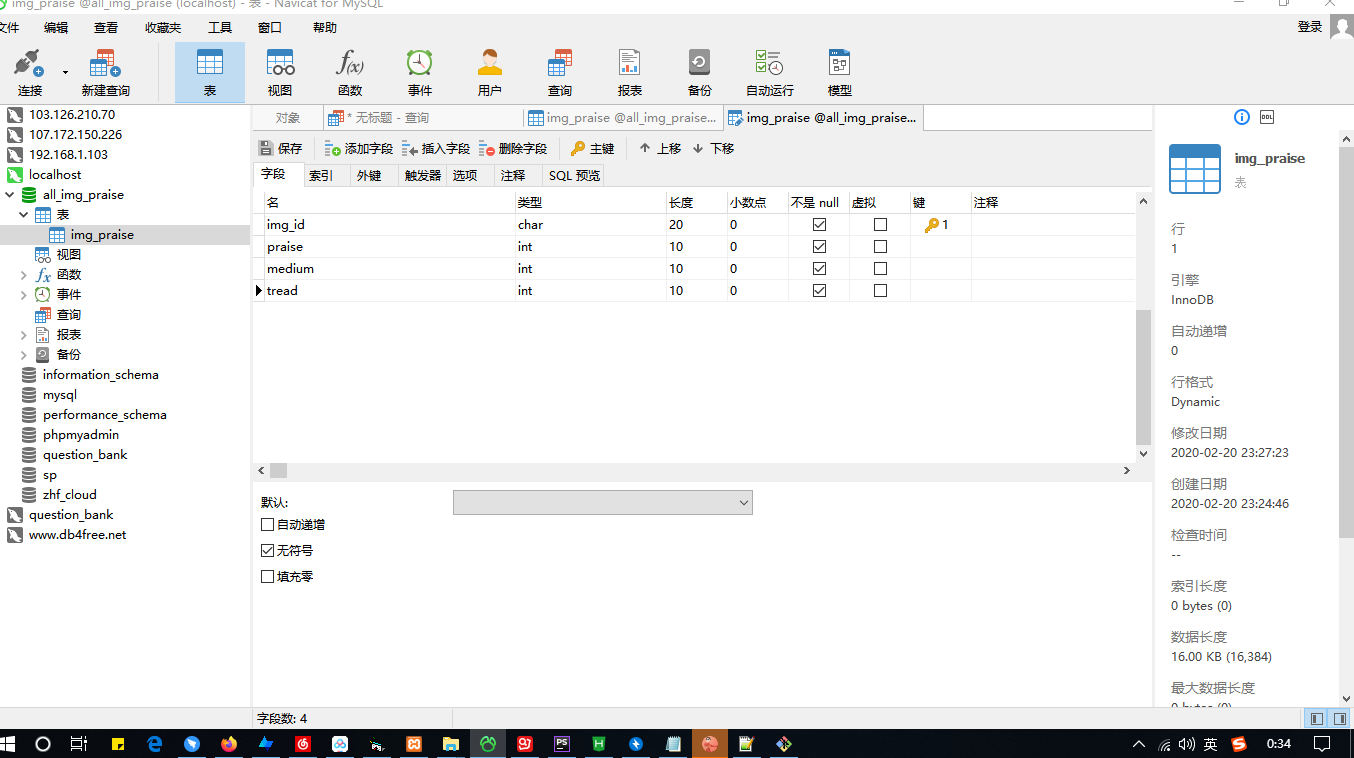 img_praise @all_img_praise (localhost) - 表 - Navicat for MySQL
文件 编辑 查看 收藏夹 工具 窗口 帮助 登录
连接 新建查询 表 视图 函数 事件 用户 查询 报表 备份 自动运行 模型
103.126.210.70
107.172.150.226
192.168.1.103
localhost
all_img_praise
表
img_praise
视图
函数
事件
查询
报表
备份
information_schema
mysql
performance_schema
phpmyadmin
question_bank
sp
zhf_cloud
question_bank
www.db4free.net
对象 * 无标题 - 查询 img_praise @all_img_praise... img_praise @all_img_praise...
保存 添加字段 插入字段 删除字段 主键 上移 下移
字段 索引 外键 触发器 选项 注释 SQL 预览
名 类型 长度 小数点 不是 null 虚拟 键 注释
img_id char 20 0 1
praise int 10 0
medium int 10 0
tread int 10 0
默认:
自动递增
无符号
填充零
字段数: 4
DDL
img_praise
表
行
1
引擎
InnoDB
自动递增
0
行格式
Dynamic
修改日期
2020-02-20 23:27:23
创建日期
2020-02-20 23:24:46
检查时间
--
索引长度
0 bytes (0)
数据长度
16.00 KB (16,384)
最大数据长度
0 bytes (0)
PS H 英 0:34